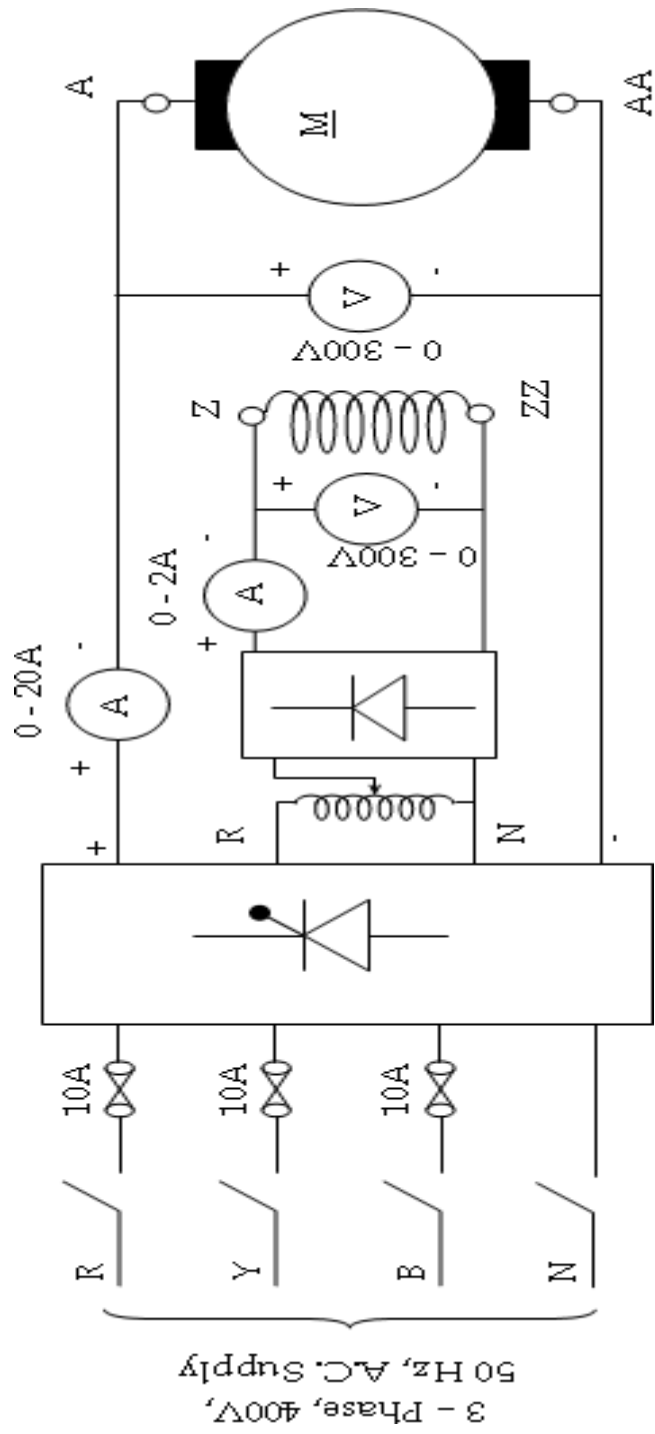 3 – Phase, 400V,
50 Hz, A.C. Supply
R
Y
B
N
10A
10A
10A
+
R
N
-
0 - 20A
+
A
-
0 - 2A
+
A
-
0 – 300V
+
V
-
Z
ZZ
0 – 300V
+
V
-
A
M
AA